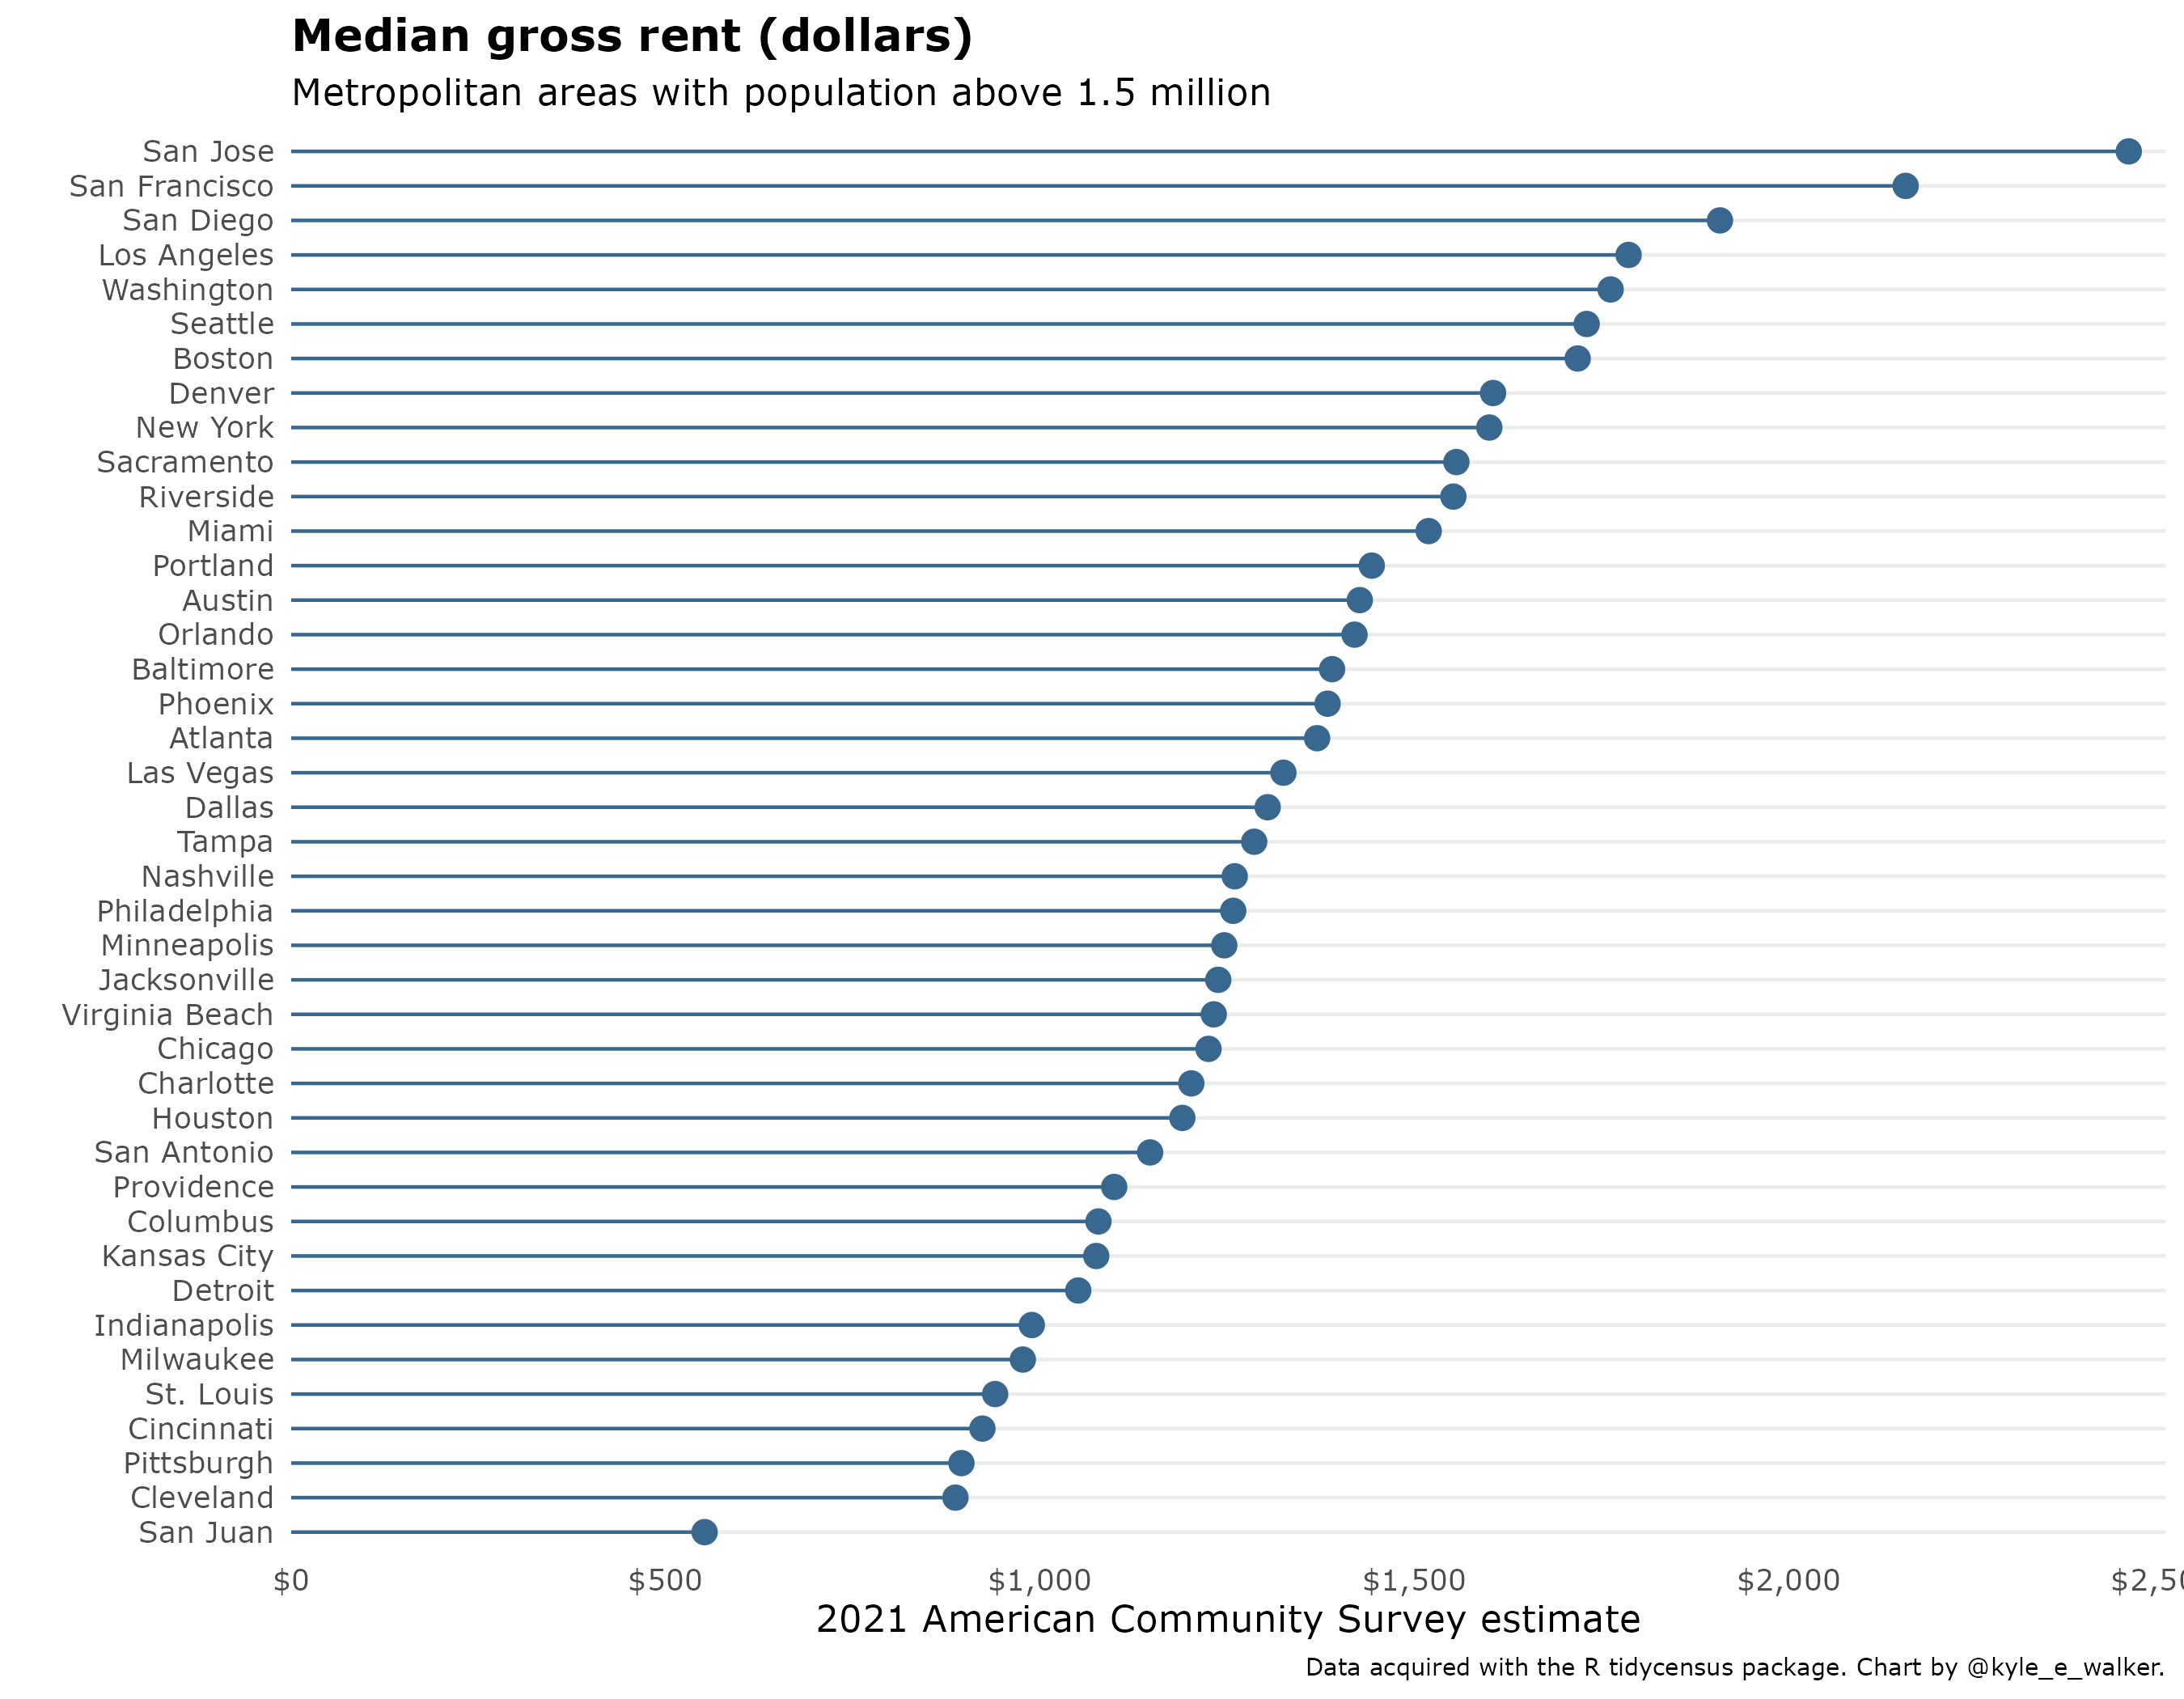 Median gross rent (dollars)
Metropolitan areas with population above 1.5 million
San Jose
San Francisco
San Diego
Los Angeles
Washington
Seattle
Boston
Denver
New York
Sacramento
Riverside
Miami
Portland
Austin
Orlando
Baltimore
Phoenix
Atlanta
Las Vegas
Dallas
Tampa
Nashville
Philadelphia
Minneapolis
Jacksonville
Virginia Beach
Chicago
Charlotte
Houston
San Antonio
Providence
Columbus
Kansas City
Detroit
Indianapolis
Milwaukee
St. Louis
Cincinnati
Pittsburgh
Cleveland
San Juan
$0 $500 $1,000 $1,500 $2,000 $2,50
2021 American Community Survey estimate
Data acquired with the R tidycensus package. Chart by @kyle_e_walker.